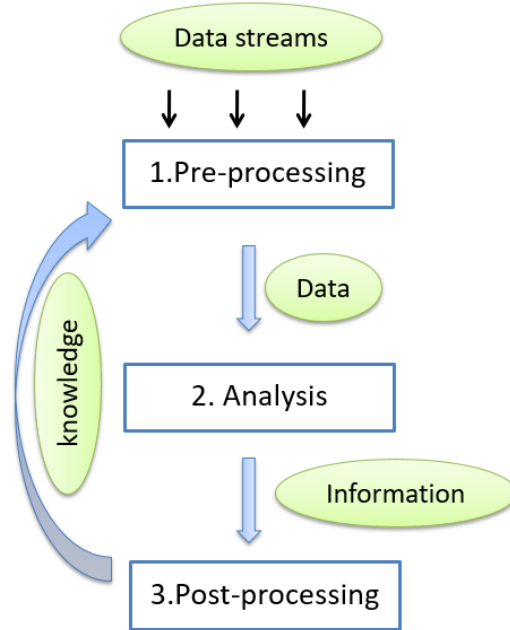 Data streams
1.Pre-processing
Data
knowledge
2. Analysis
Information
3.Post-processing